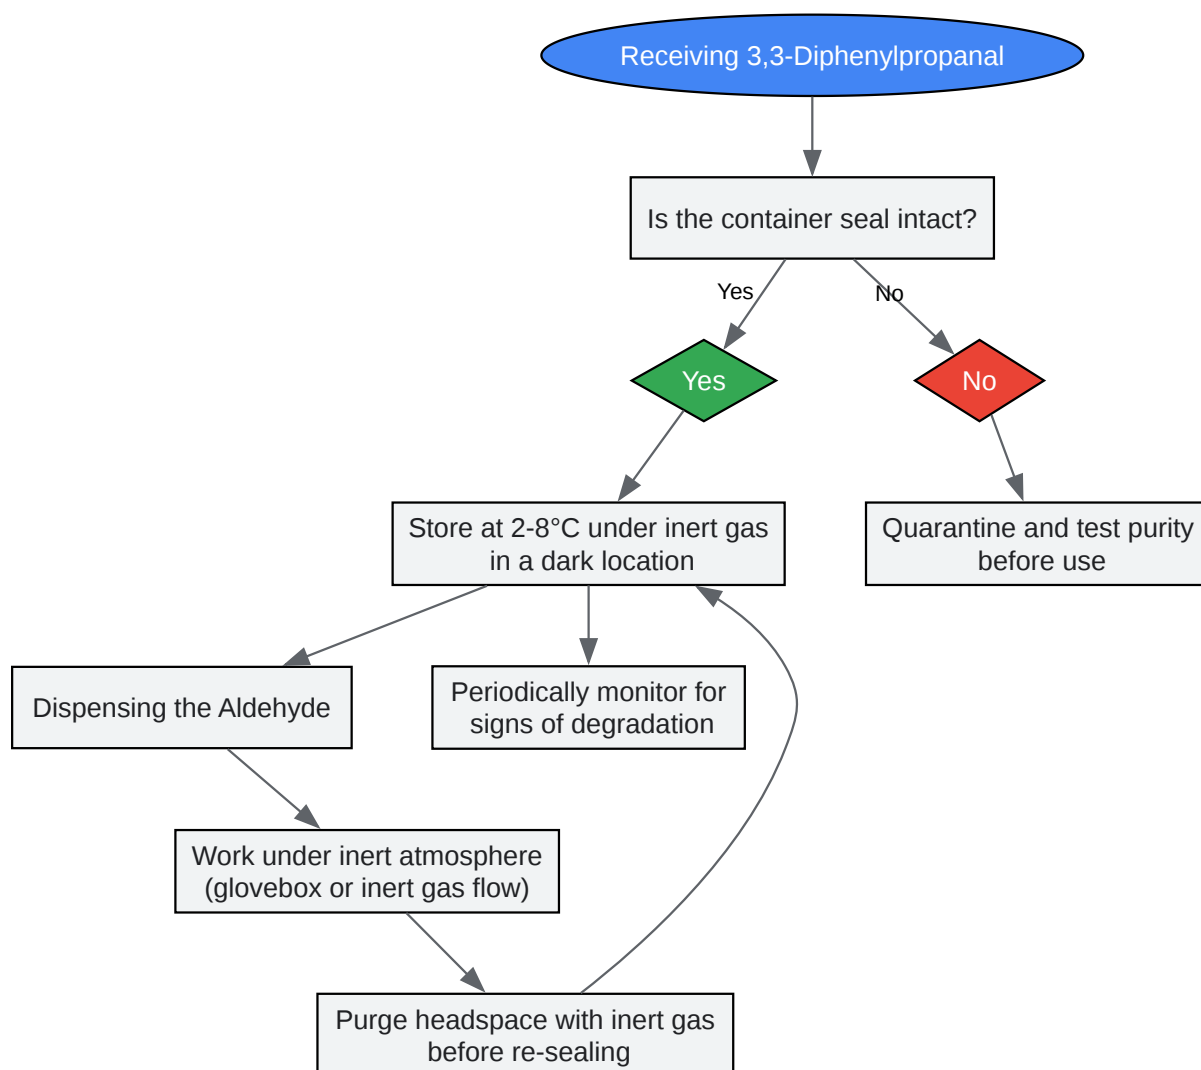 Receiving 3,3-Diphenylpropanal
Is the container seal intact?
Yes
No
Yes
No
Store at 2-8°C under inert gas
in a dark location
Quarantine and test purity
before use
Dispensing the Aldehyde
Periodically monitor for
signs of degradation
Work under inert atmosphere
(glovebox or inert gas flow)
Purge headspace with inert gas
before re-sealing